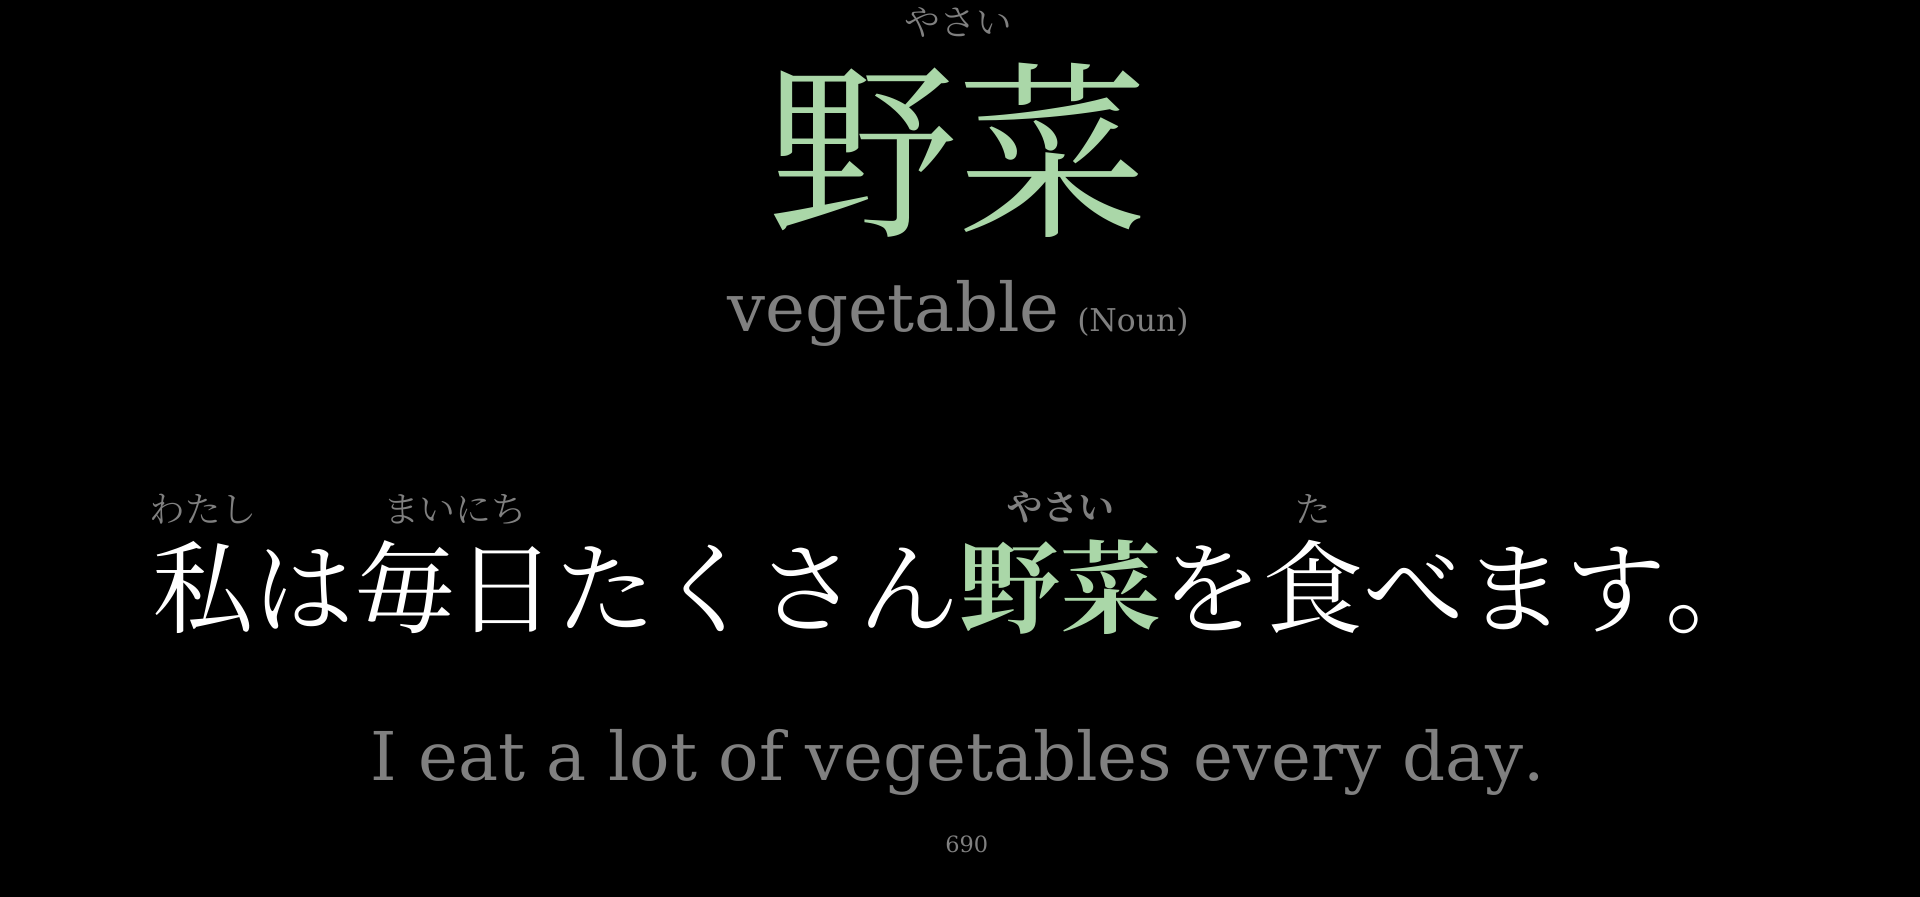 やさい
野菜
vegetable (Noun)
わたし まいにち やさい た
私は毎日たくさん野菜を食べます。
I eat a lot of vegetables every day.
690